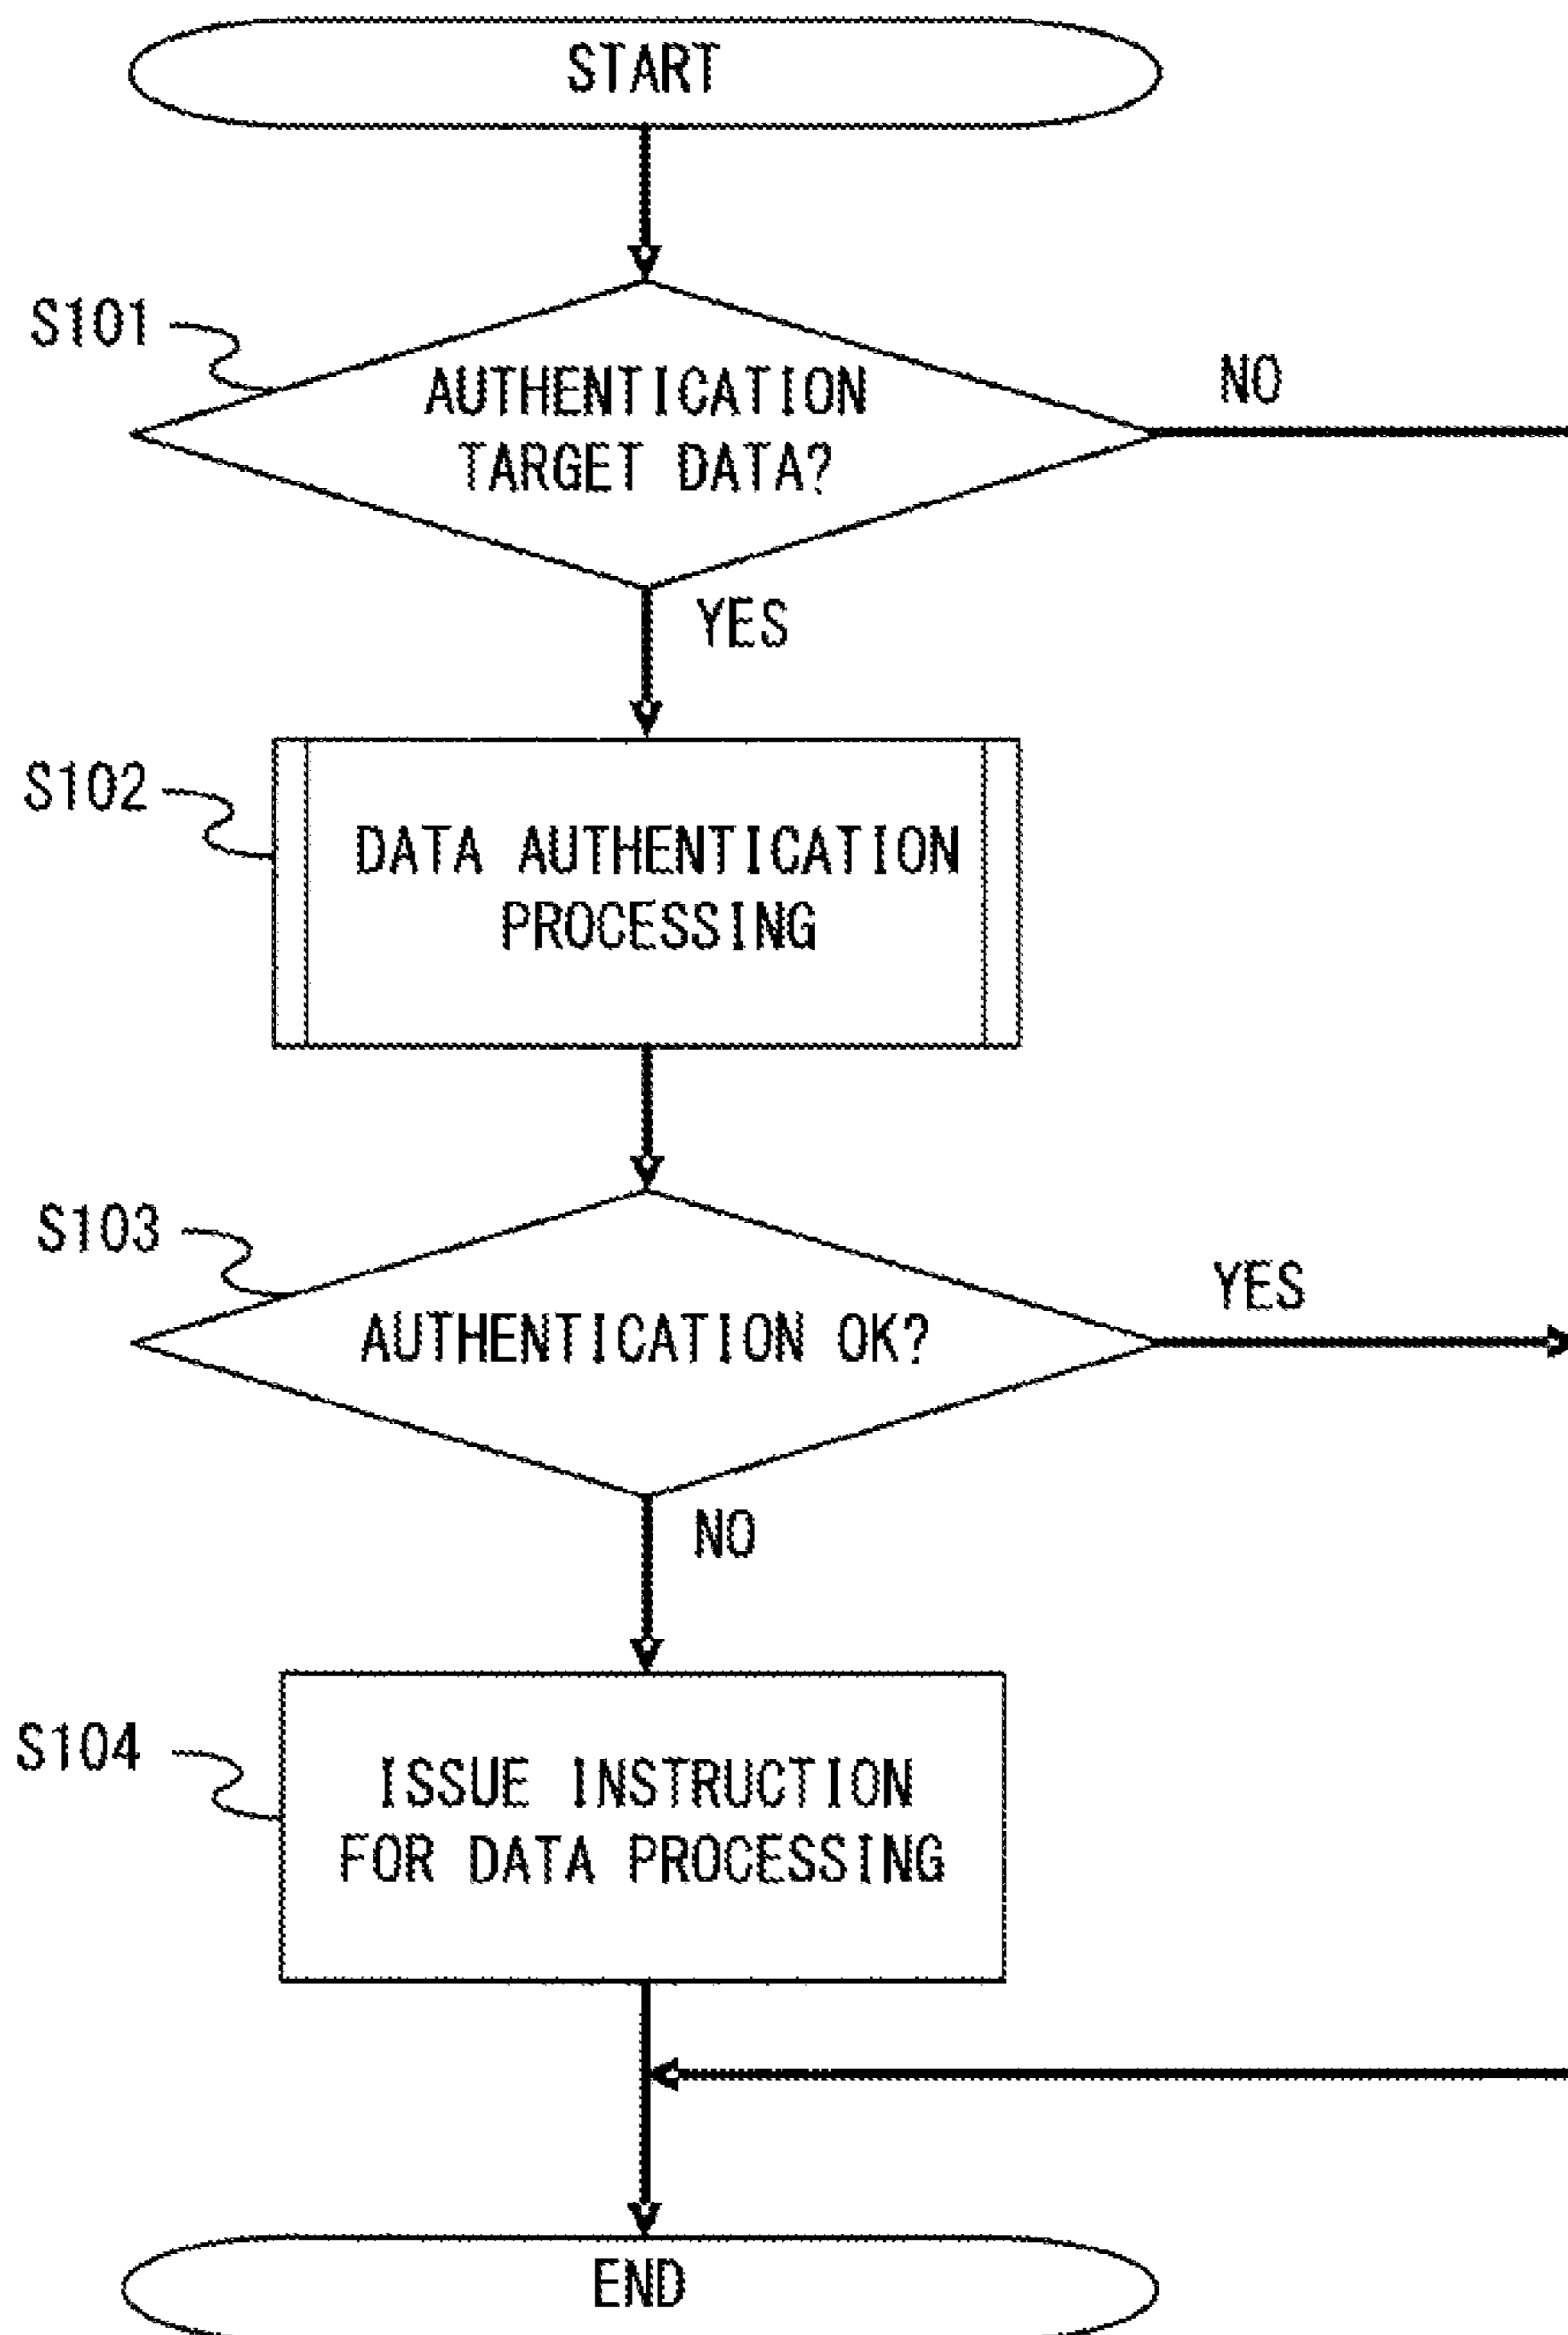 START
S101
AUTHENTICATION
TARGET DATA?
NO
YES
S102
DATA AUTHENTICATION
PROCESSING
S103
AUTHENTICATION OK?
YES
NO
S104
ISSUE INSTRUCTION
FOR DATA PROCESSING
END